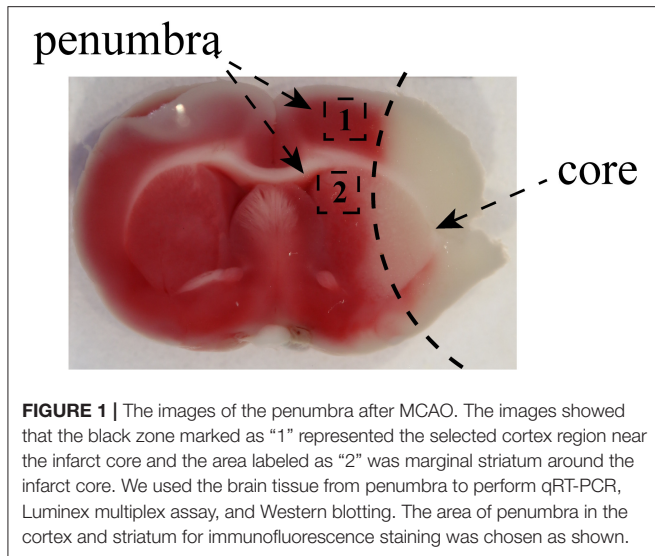 penumbra
1
2
core
FIGURE 1 | The images of the penumbra after MCAO. The images showed
that the black zone marked as “1” represented the selected cortex region near
the infarct core and the area labeled as “2” was marginal striatum around the
infarct core. We used the brain tissue from penumbra to perform qRT-PCR,
Luminex multiplex assay, and Western blotting. The area of penumbra in the
cortex and striatum for immunofluorescence staining was chosen as shown.